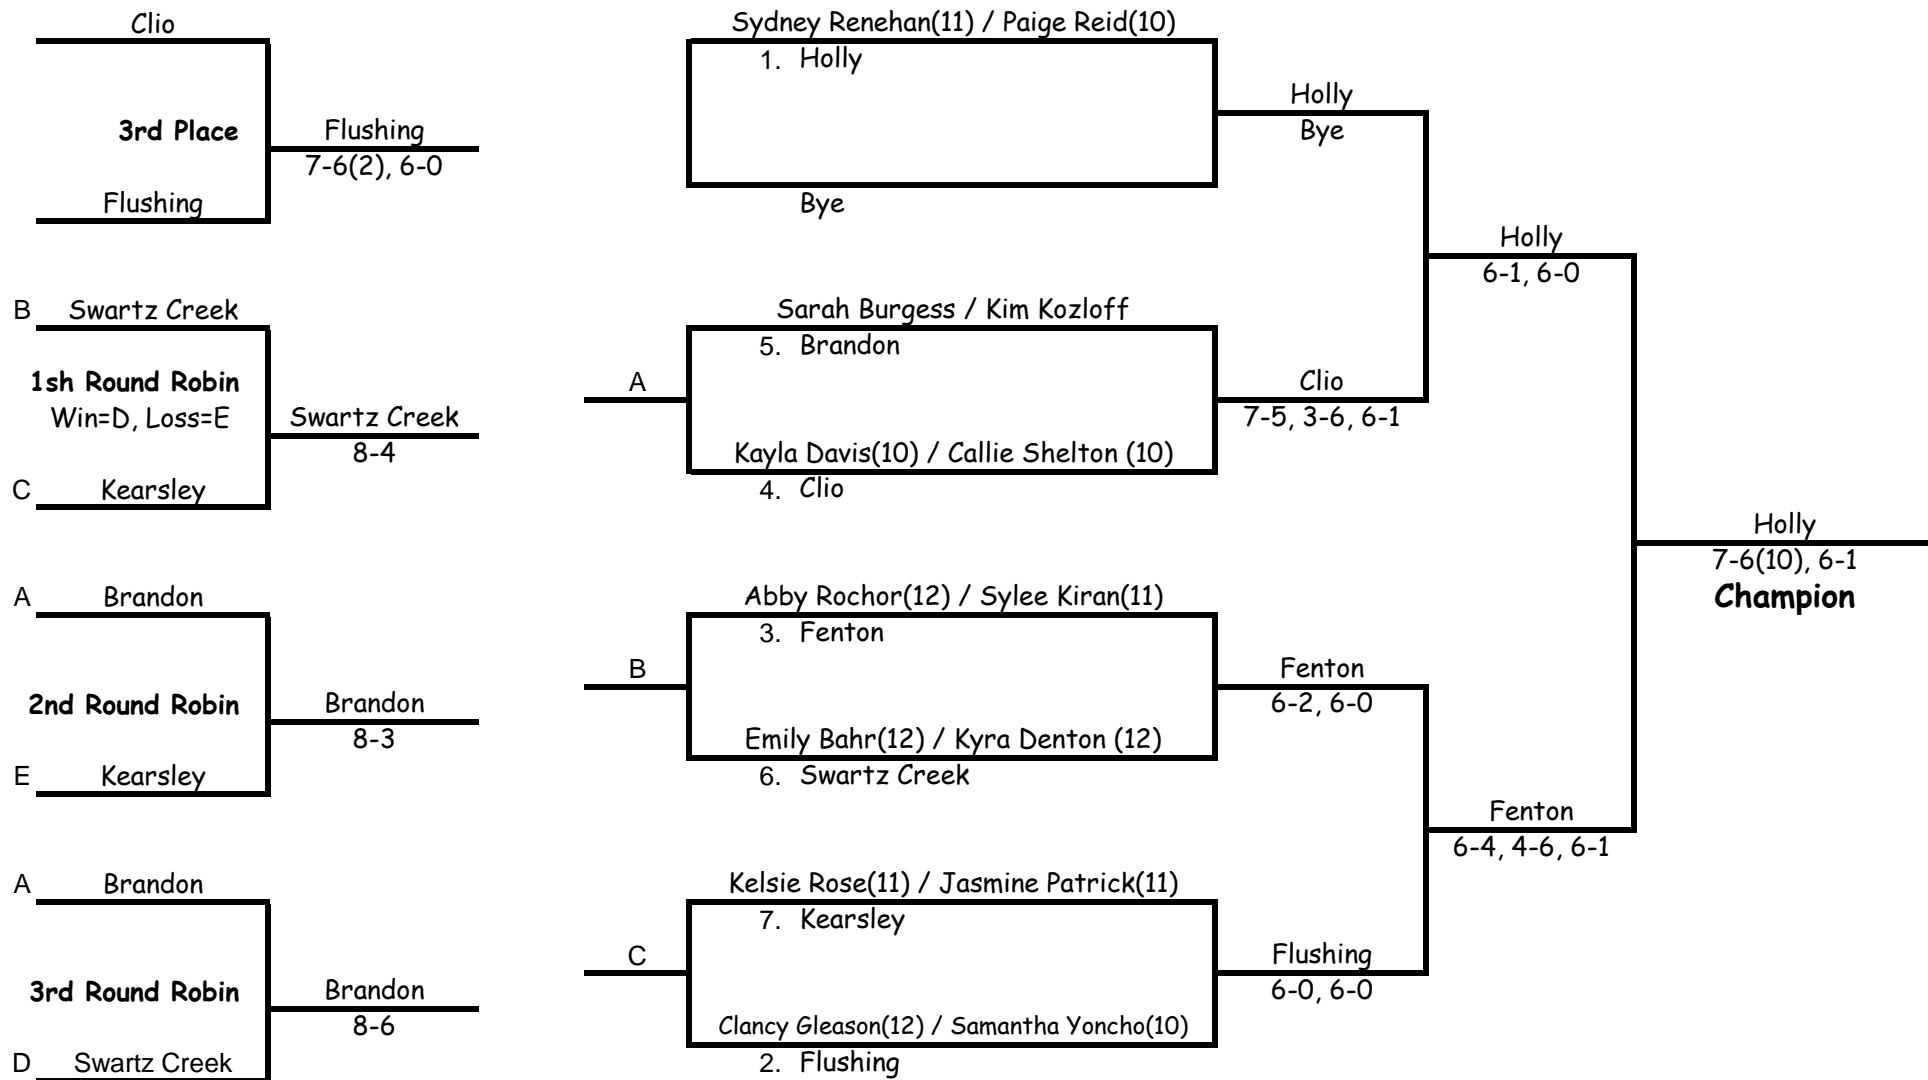 Clio
3rd Place
Flushing
7-6(2), 6-0
Flushing
B Swartz Creek
1sh Round Robin
Win=D, Loss=E
Swartz Creek
8-4
C Kearsley
A Brandon
2nd Round Robin
Brandon
8-3
E Kearsley
A Brandon
3rd Round Robin
Brandon
8-6
D Swartz Creek
Sydney Renehan(11) / Paige Reid(10)
1. Holly
Bye
A
Sarah Burgess / Kim Kozloff
5. Brandon
Kayla Davis(10) / Callie Shelton (10)
4. Clio
B
Abby Rochor(12) / Sylee Kiran(11)
3. Fenton
Emily Bahr(12) / Kyra Denton (12)
6. Swartz Creek
C
Kelsie Rose(11) / Jasmine Patrick(11)
7. Kearsley
Clancy Gleason(12) / Samantha Yoncho(10)
2. Flushing
Holly
Bye
Clio
7-5, 3-6, 6-1
Fenton
6-2, 6-0
Flushing
6-0, 6-0
Holly
6-1, 6-0
Fenton
6-4, 4-6, 6-1
Holly
7-6(10), 6-1
Champion